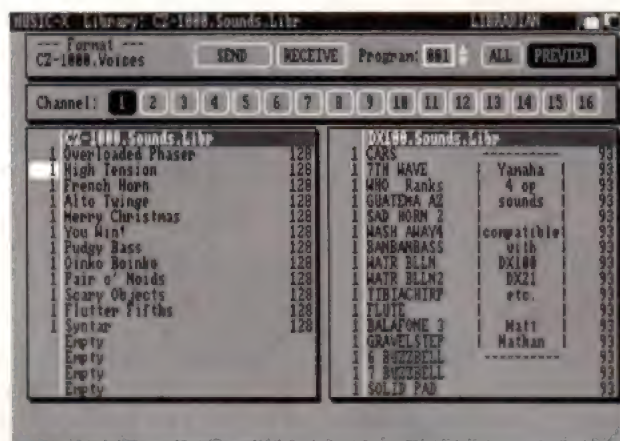 MUSIC-X Library: CZ-1000.Sounds.Libr LIBRARIAN
--- Format ---
CZ-1000.Voices SEND RECEIVE Program: 001 ALL PREVIEW
Channel: 1 2 3 4 5 6 7 8 9 10 11 12 13 14 15 16
CZ-1000.Sounds.Libr
1 Overloaded Phaser 128
1 High Tension 128
1 French Horn 128
1 Alto Twinge 128
1 Merry Christmas 128
1 You Win! 128
1 Pudgy Bass 128
1 Oinko Boinko 128
1 Pair o' Noids 128
1 Scary Objects 128
1 Flutter Fifths 128
1 Syntar 128
Empty
Empty
Empty
Empty
DX100.Sounds.Libr
1 CARS ---------- 93
1 7TH WAVE | Yamaha | 93
1 WHO Ranks | 4 op | 93
1 GUATEMA AZ | sounds | 93
1 SAD HORN 2 | | 93
1 WASH AWAY4 |compatible| 93
1 BAMBAMBASS | with | 93
1 WATR BLLN | DX100 | 93
1 WATR BLLN2 | DX21 | 93
1 TIBIACHIRP | etc. | 93
1 FLUTE | | 93
1 BALAFOME 3 | Matt | 93
1 GRAVELSTEP | Nathan | 93
1 6 BUZZBELL ---------- 93
1 7 BUZZBELL 93
1 SOLID PAD 93